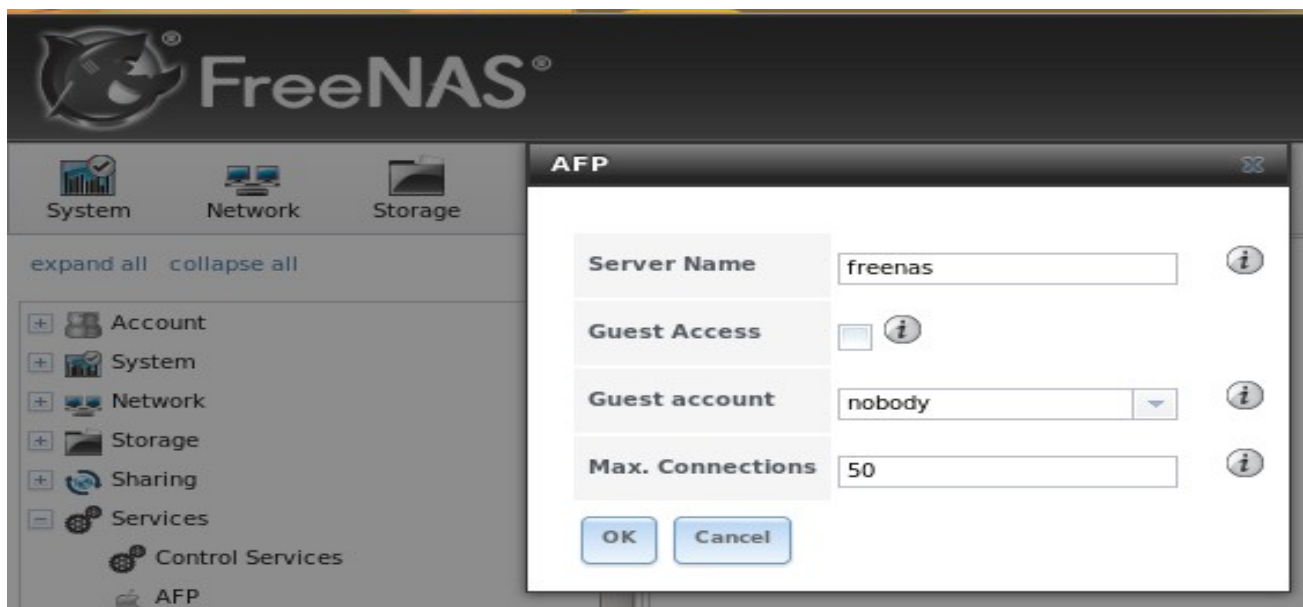 FreeNAS®
AFP
System Network Storage
expand all collapse all
Account
System
Network
Storage
Sharing
Services
Control Services
AFP
Server Name freenas
Guest Access
Guest account nobody
Max. Connections 50
OK Cancel